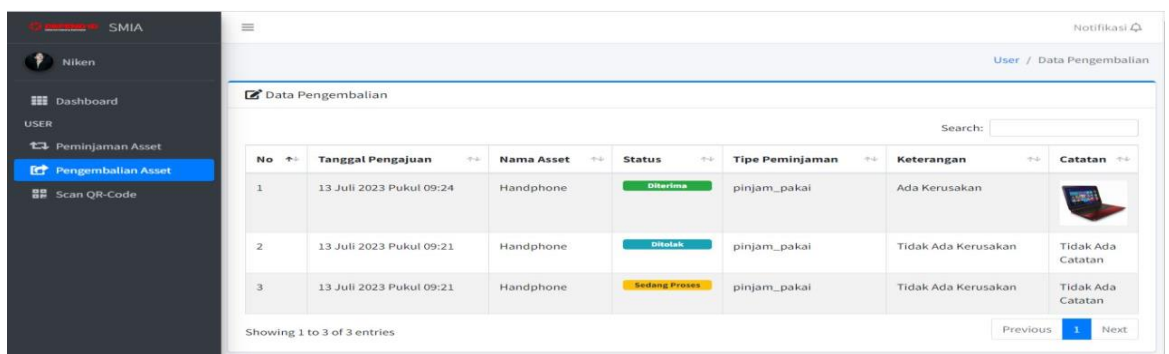 SMIA
Notifikasi
Niken
User / Data Pengembalian
Dashboard
Data Pengembalian
USER
Search:
Peminjaman Asset
Pengembalian Asset
Scan QR-Code
No Tanggal Pengajuan Nama Asset Status Tipe Peminjaman Keterangan Catatan
1 13 Juli 2023 Pukul 09:24 Handphone Diterima pinjam_pakai Ada Kerusakan
2 13 Juli 2023 Pukul 09:21 Handphone Ditolak pinjam_pakai Tidak Ada Kerusakan Tidak Ada
Catatan
3 13 Juli 2023 Pukul 09:21 Handphone Sedang Proses pinjam_pakai Tidak Ada Kerusakan Tidak Ada
Catatan
Showing 1 to 3 of 3 entries
Previous 1 Next